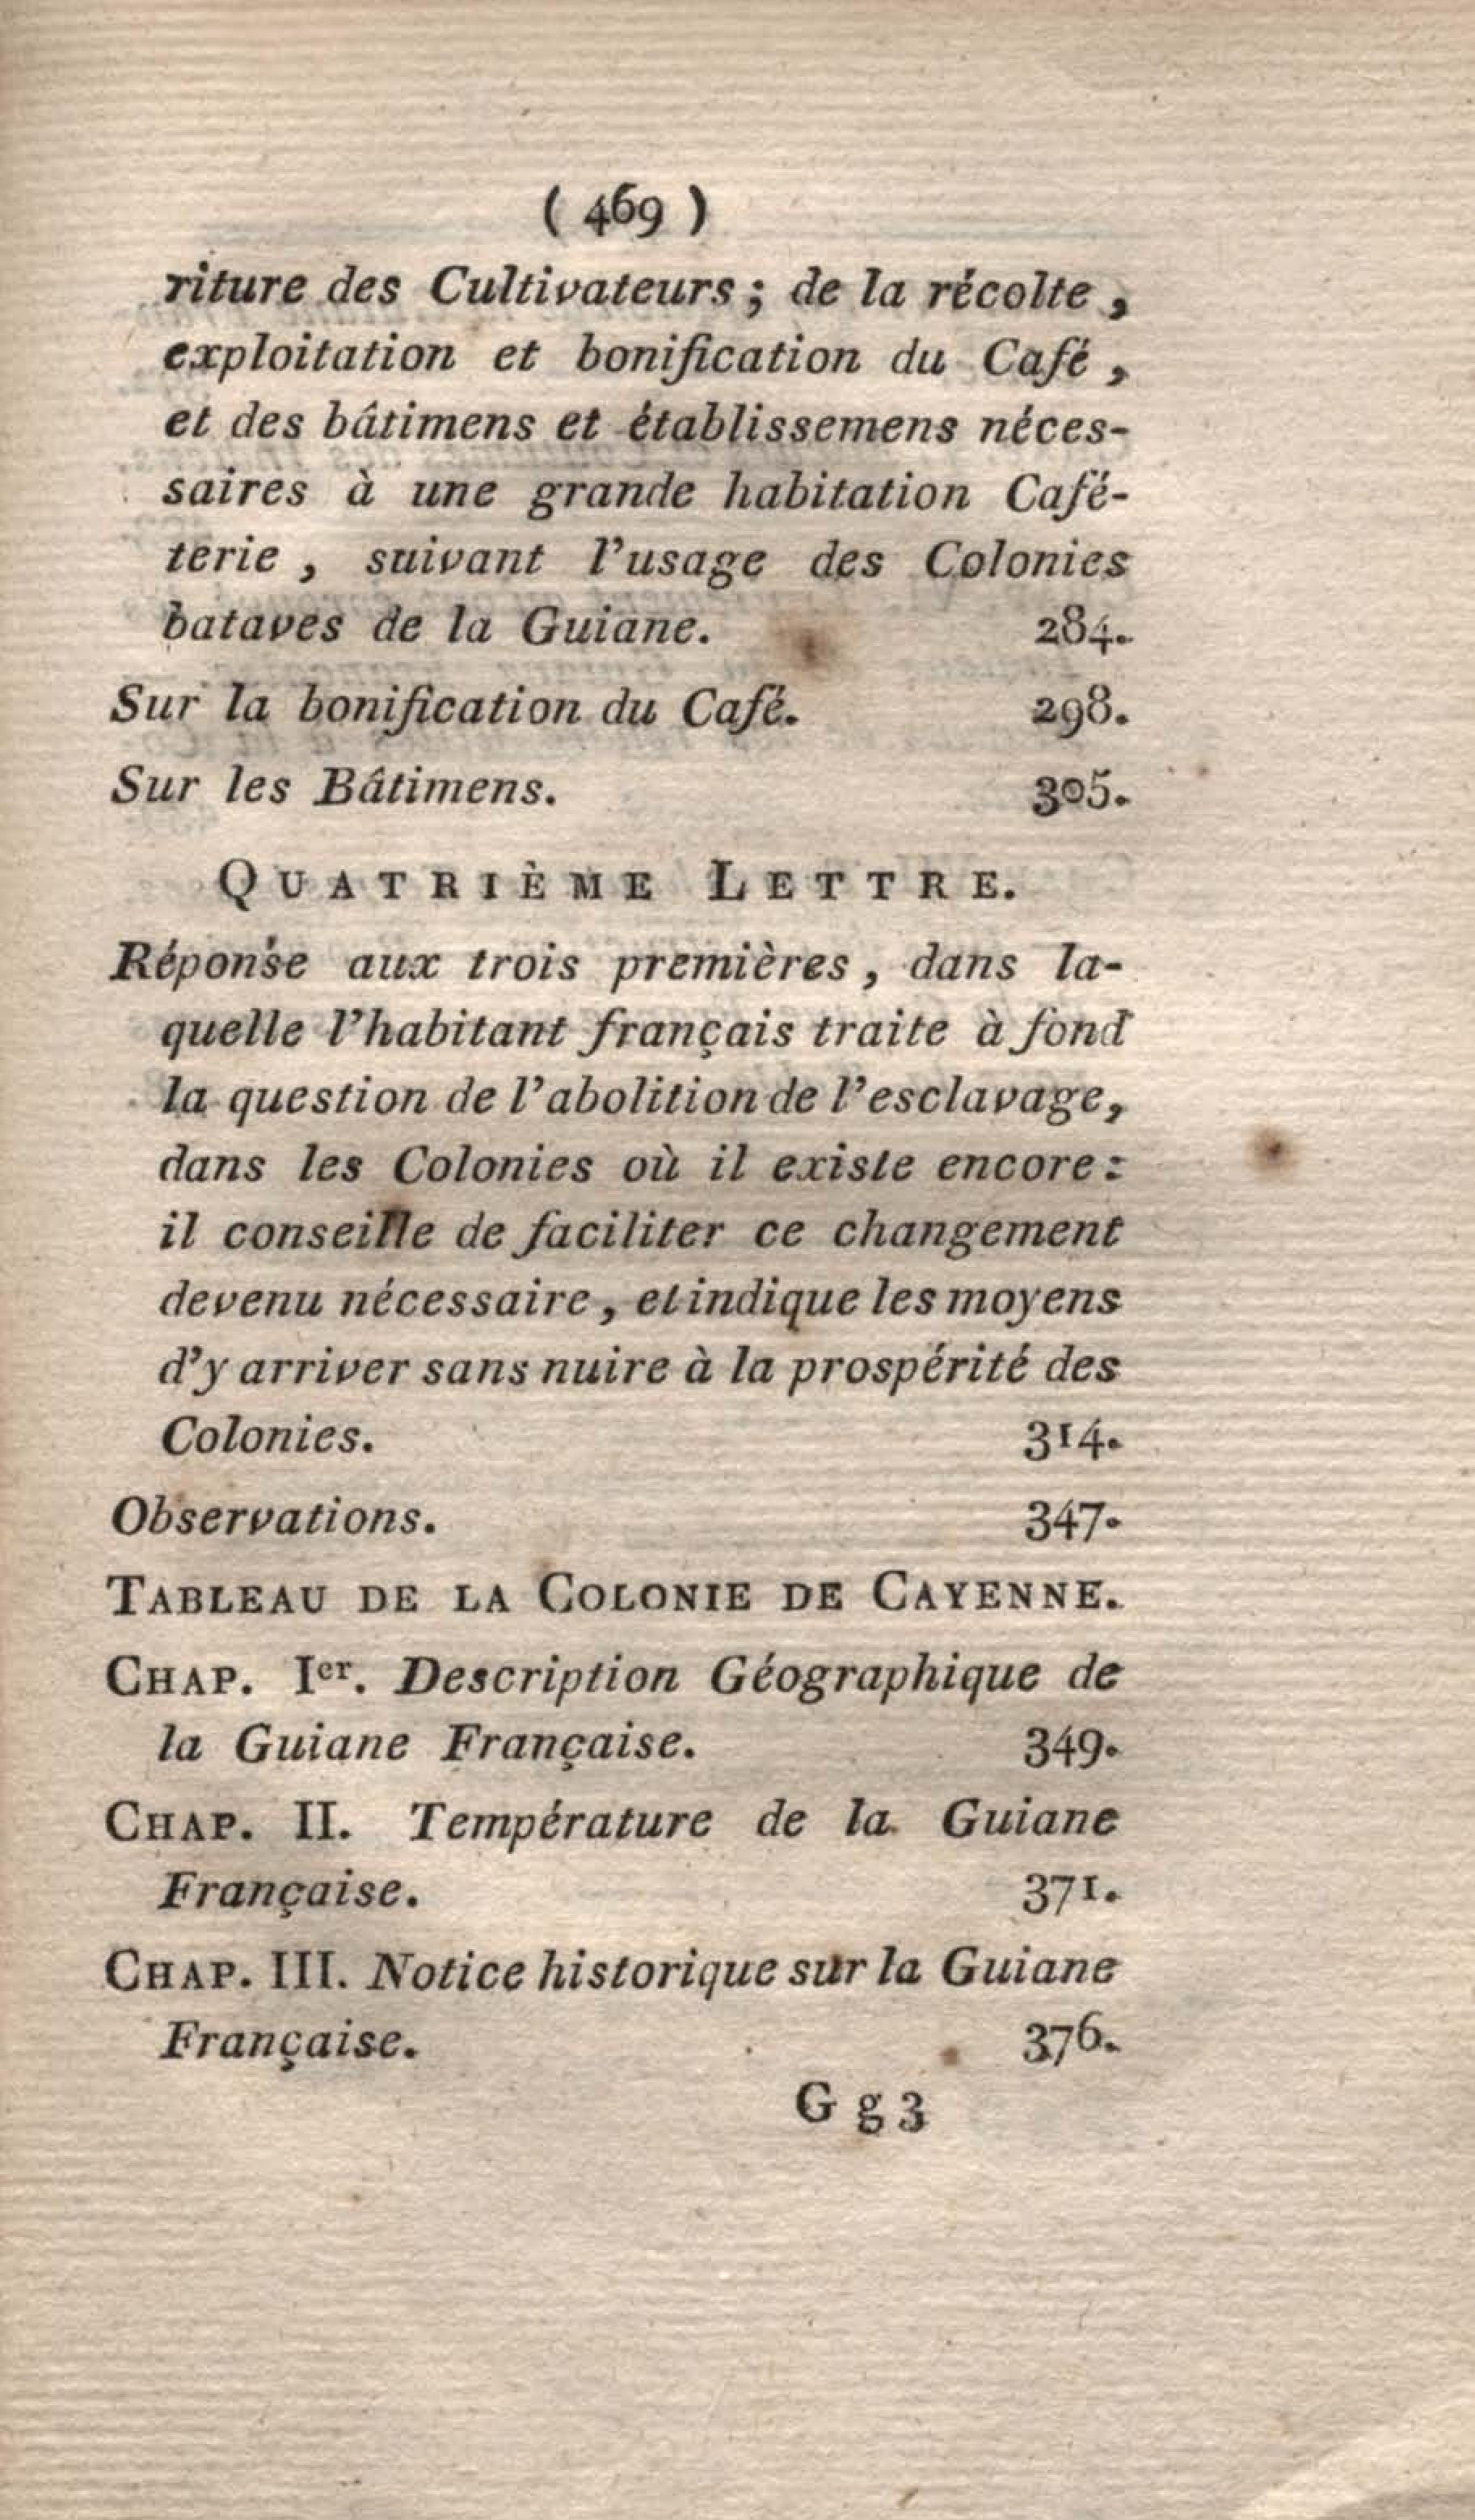 ( 469 )
riture des Cultivateurs ; de la récolte ,
exploitation et bonification du Café ,
et des bâtimens et établissemens néces-
saires à une grande habitation Café-
terie , suivant l'usage des Colonies
bataves de la Guiane. 284.
Sur la bonification du Café. 298.
Sur les Bâtimens. 305.
QUATRIÈME LETTRE.
Réponse aux trois premières , dans la-
quelle l'habitant français traite à fond
la question de l'abolition de l'esclavage,
dans les Colonies où il existe encore :
il conseille de faciliter ce changement
devenu nécessaire , et indique les moyens
d'y arriver sans nuire à la prospérité des
Colonies. 314.
Observations. 347.
TABLEAU DE LA COLONIE DE CAYENNE.
CHAP. Ier. Description Géographique de
la Guiane Française. 349.
CHAP. II. Température de la Guiane
Française. 371.
CHAP. III. Notice historique sur la Guiane
Française. 376.
G g 3